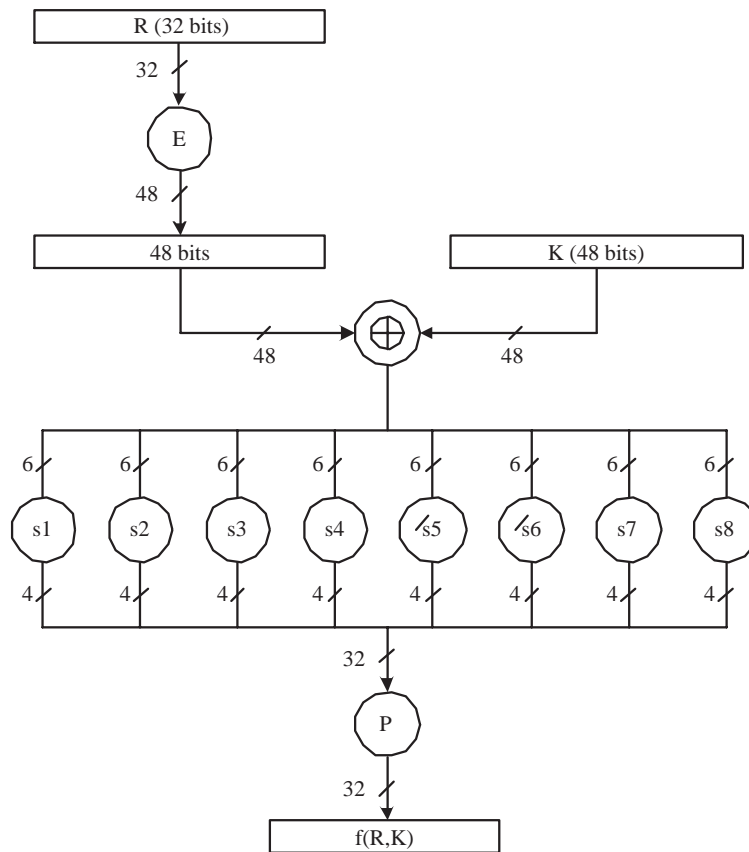 R (32 bits)
32
E
48
48 bits K (48 bits)
48 48
6 6 6 6 6 6 6 6
s1 s2 s3 s4 s5 s6 s7 s8
4 4 4 4 4 4 4 4
32
P
32
f(R,K)